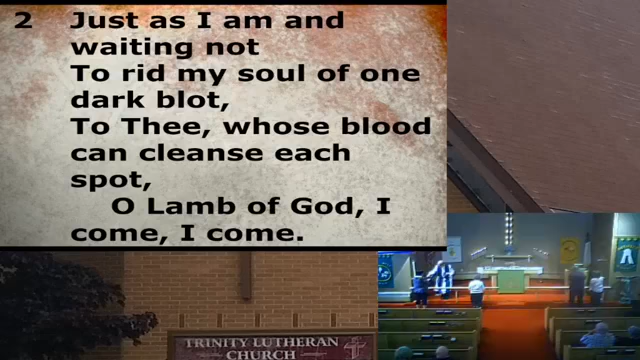 2 Just as I am and
waiting not
To rid my soul of one
dark blot,
To Thee, whose blood
can cleanse each
spot,
O Lamb of God, I
come, I come.
TRINITY LUTHERAN
CHURCH